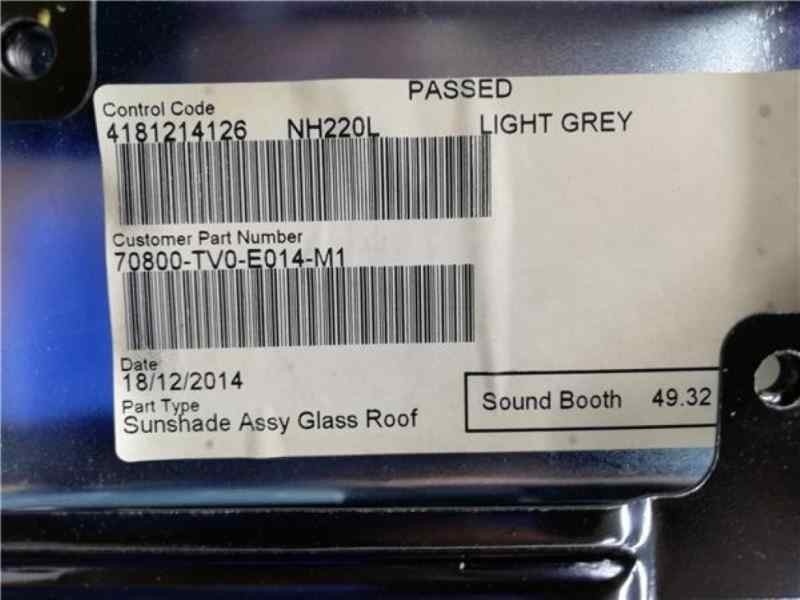 PASSED
Control Code
4181214126 NH220L LIGHT GREY
Customer Part Number
70800-TV0-E014-M1
Date
18/12/2014
Part Type
Sunshade Assy Glass Roof
Sound Booth 49.32